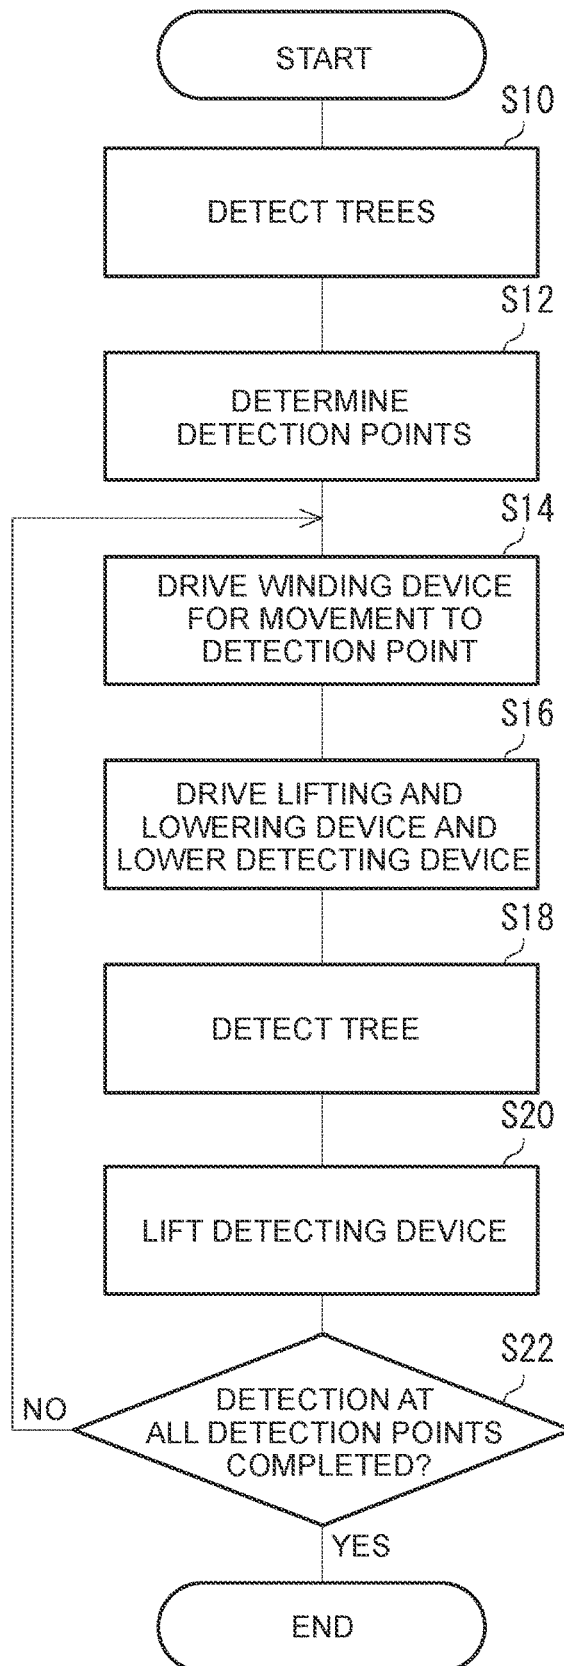 START
S10
DETECT TREES
S12
DETERMINE
DETECTION POINTS
S14
DRIVE WINDING DEVICE
FOR MOVEMENT TO
DETECTION POINT
S16
DRIVE LIFTING AND
LOWERING DEVICE AND
LOWER DETECTING DEVICE
S18
DETECT TREE
S20
LIFT DETECTING DEVICE
S22
DETECTION AT
ALL DETECTION POINTS
COMPLETED?
NO
YES
END